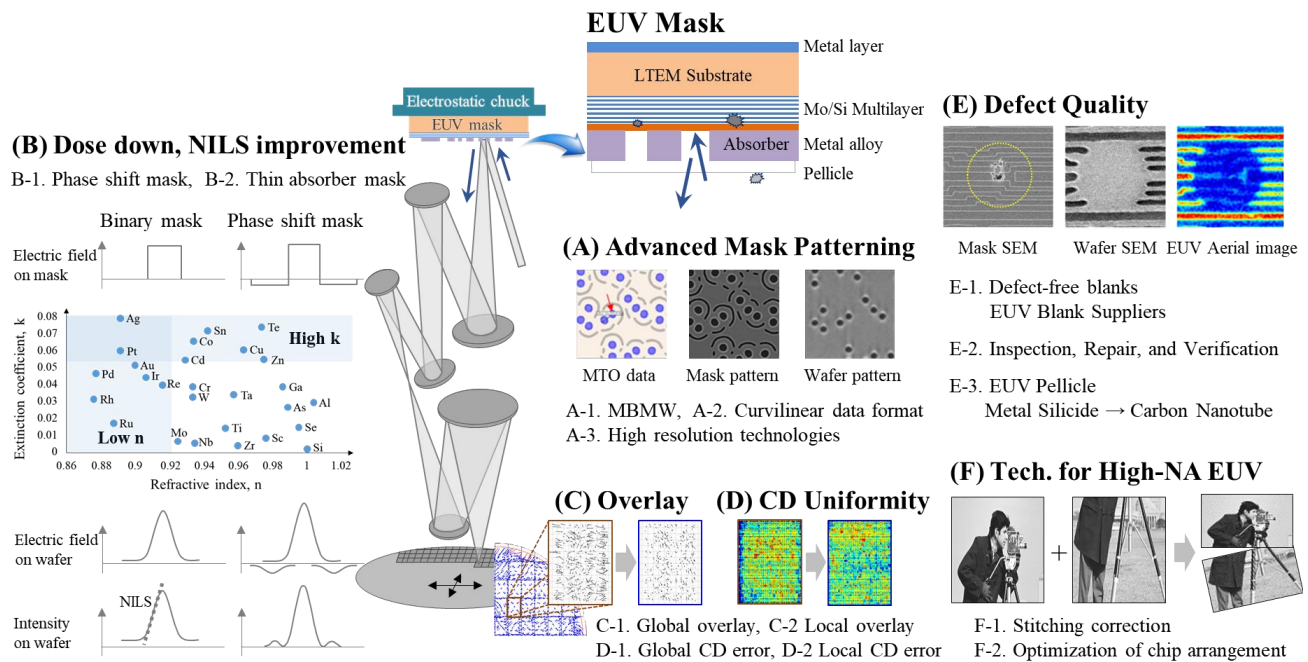 EUV Mask
Metal layer
LTEM Substrate
Mo/Si Multilayer
Absorber
Metal alloy
Pellicle
Electrostatic chuck
EUV mask
(B) Dose down, NILS improvement
B-1. Phase shift mask, B-2. Thin absorber mask
Binary mask
Phase shift mask
Electric field
on mask
Extinction coefficient, k
0.08
0.07
0.06
0.05
0.04
0.03
0.02
0.01
0
Ag
Sn
Te
Co
High k
Pt
Cu
Au
Cd
Zn
Pd
Ir
Re
Cr
Ga
W
Ta
Rh
As
Al
Ru
Ti
Se
Low n
Mo
Nb
Sc
Zr
Si
0.86
0.88
0.9
0.92
0.94
0.96
0.98
1
1.02
Refractive index, n
Electric field
on wafer
NILS
Intensity
on wafer
(A) Advanced Mask Patterning
MTO data
Mask pattern
Wafer pattern
A-1. MBMW, A-2. Curvilinear data format
A-3. High resolution technologies
(C) Overlay
(D) CD Uniformity
C-1. Global overlay, C-2 Local overlay
D-1. Global CD error, D-2 Local CD error
(E) Defect Quality
Mask SEM
Wafer SEM
EUV Aerial image
E-1. Defect-free blanks
EUV Blank Suppliers
E-2. Inspection, Repair, and Verification
E-3. EUV Pellicle
Metal Silicide → Carbon Nanotube
(F) Tech. for High-NA EUV
+
F-1. Stitching correction
F-2. Optimization of chip arrangement